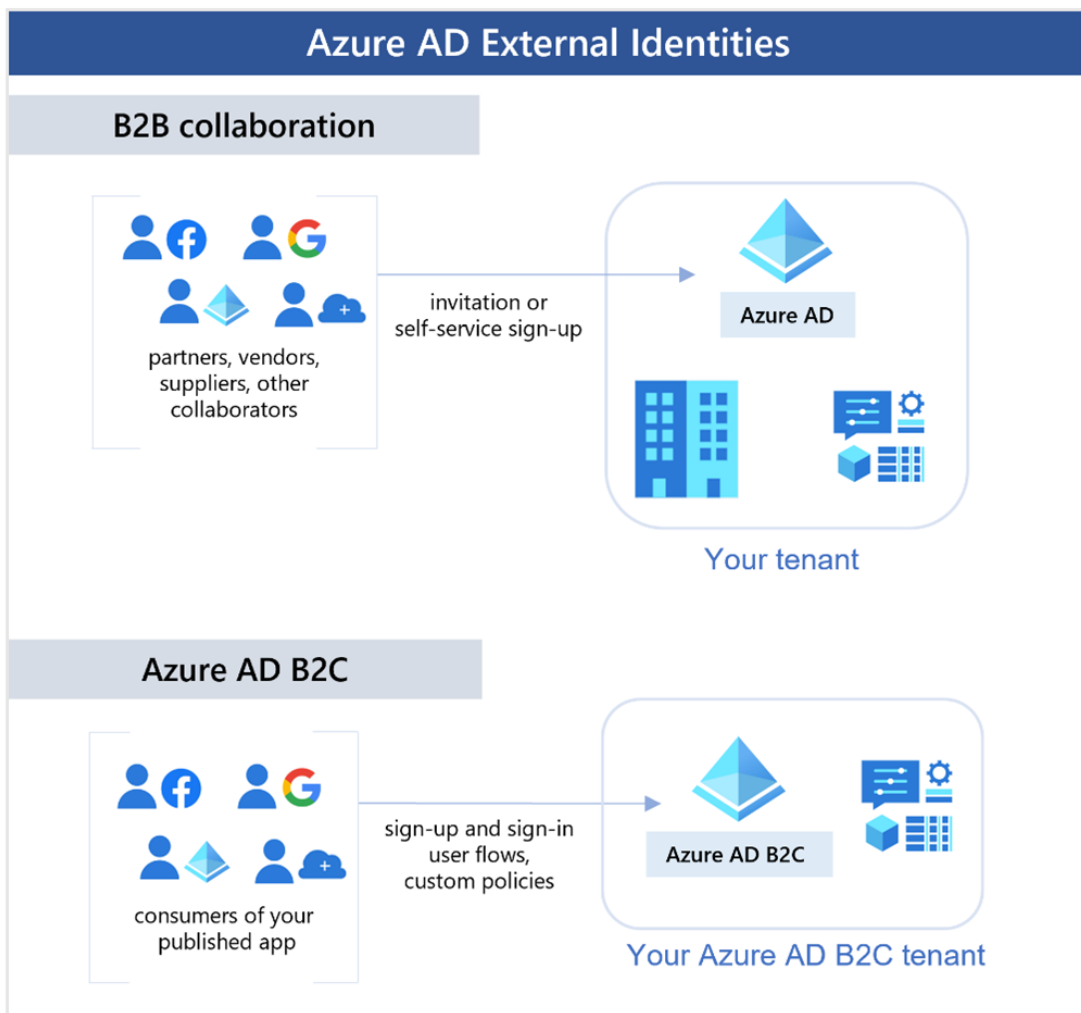 Azure AD External Identities
B2B collaboration
partners, vendors,
suppliers, other
collaborators
invitation or
self-service sign-up
Azure AD
Your tenant
Azure AD B2C
consumers of your
published app
sign-up and sign-in
user flows,
custom policies
Azure AD B2C
Your Azure AD B2C tenant